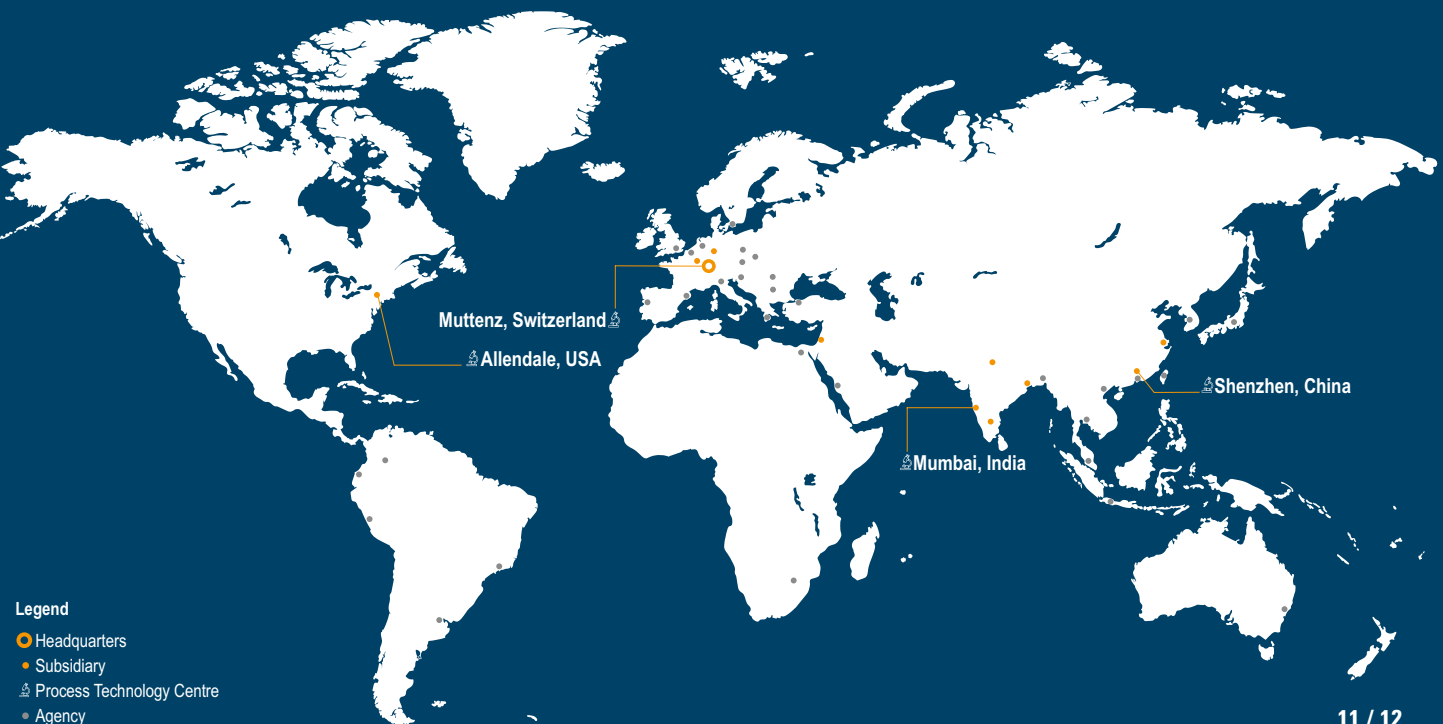 Muttenz, Switzerland
Allendale, USA
Shenzhen, China
Mumbai, India
Legend
Headquarters
Subsidiary
Process Technology Centre
Agency
11 / 12